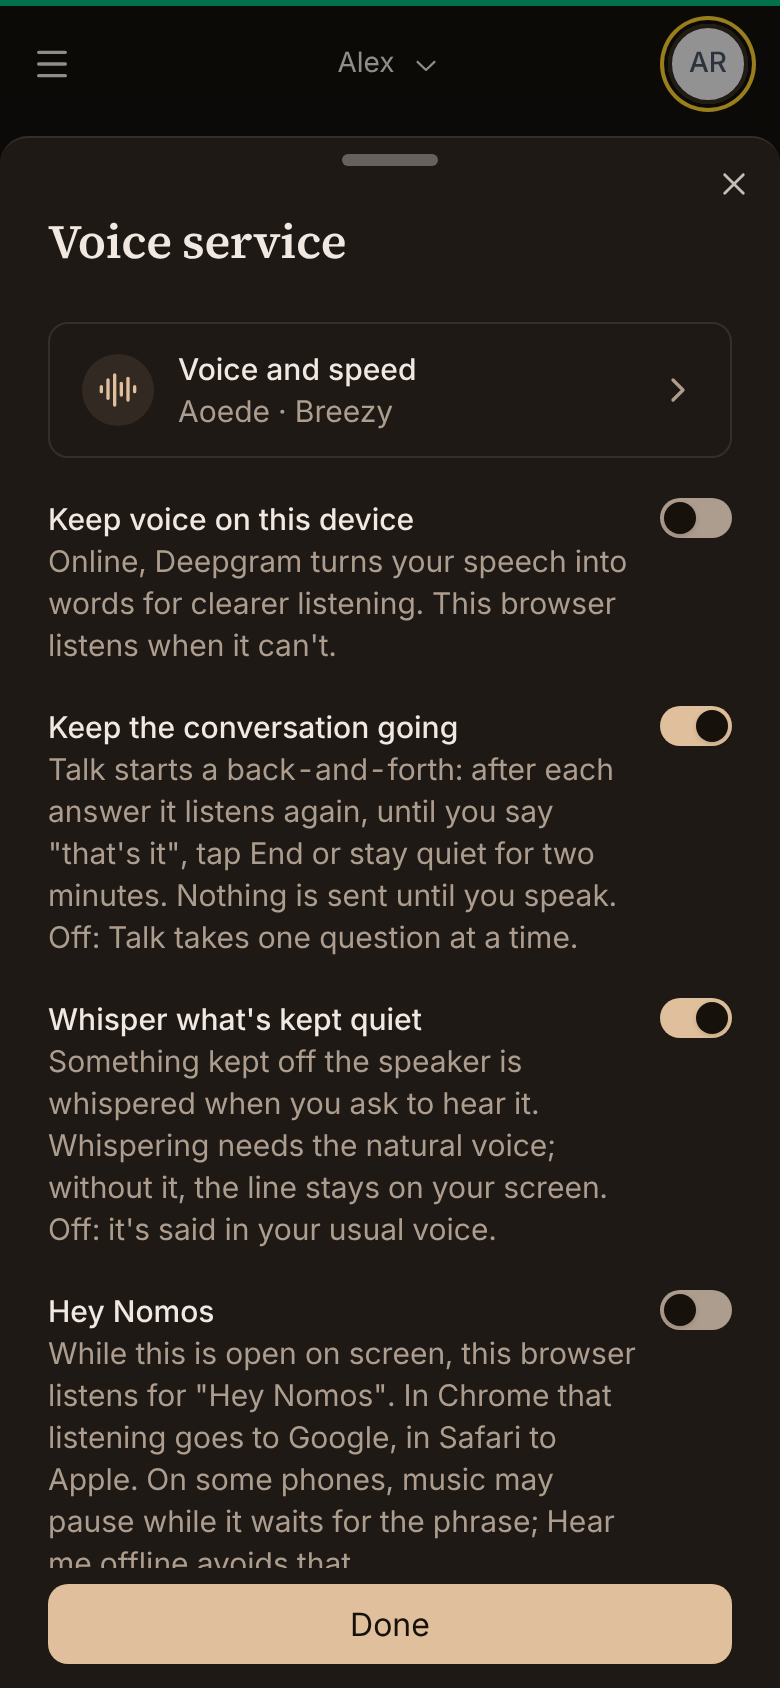 Alex
AR
Voice service
Voice and speed
Aoede · Breezy
Keep voice on this device
Online, Deepgram turns your speech into
words for clearer listening. This browser
listens when it can't.
Keep the conversation going
Talk starts a back-and-forth: after each
answer it listens again, until you say
"that's it", tap End or stay quiet for two
minutes. Nothing is sent until you speak.
Off: Talk takes one question at a time.
Whisper what's kept quiet
Something kept off the speaker is
whispered when you ask to hear it.
Whispering needs the natural voice;
without it, the line stays on your screen.
Off: it's said in your usual voice.
Hey Nomos
While this is open on screen, this browser
listens for "Hey Nomos". In Chrome that
listening goes to Google, in Safari to
Apple. On some phones, music may
pause while it waits for the phrase; Hear
me offline avoids that
Done